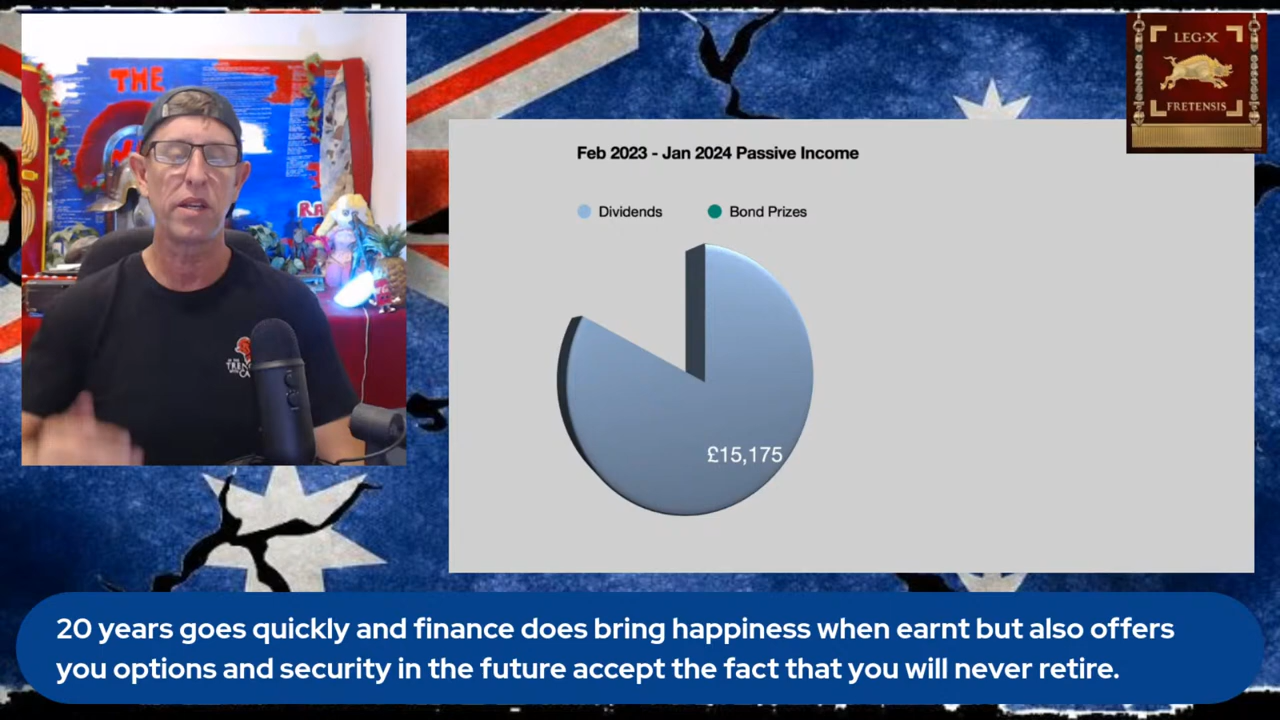 THE
RA
LEG·X
FRETENSIS
Feb 2023 - Jan 2024 Passive Income
Dividends
Bond Prizes
£15,175
20 years goes quickly and finance does bring happiness when earnt but also offers
you options and security in the future accept the fact that you will never retire.